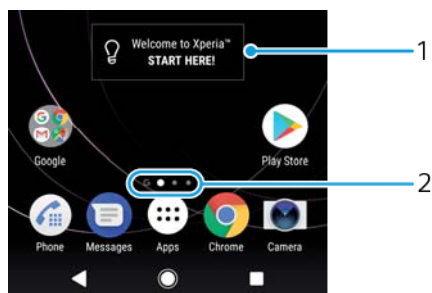 Welcome to Xperia™
START HERE!
1
Google
Play Store
G
2
Phone
Messages
Apps
Chrome
Camera